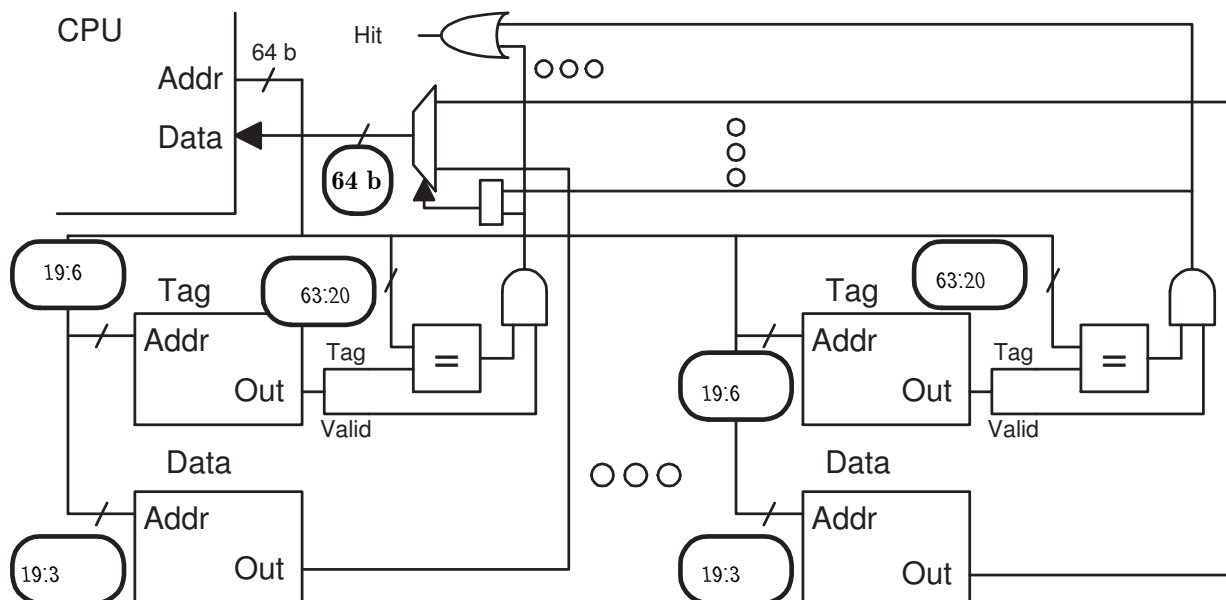 CPU
Hit
64 b
Addr
Data
64 b
19:6
63:20
63:20
Tag
Tag
Addr
Tag
=
Addr
Tag
=
Out
19:6
Out
Valid
Valid
Data
Data
Addr
Addr
19:3
Out
19:3
Out